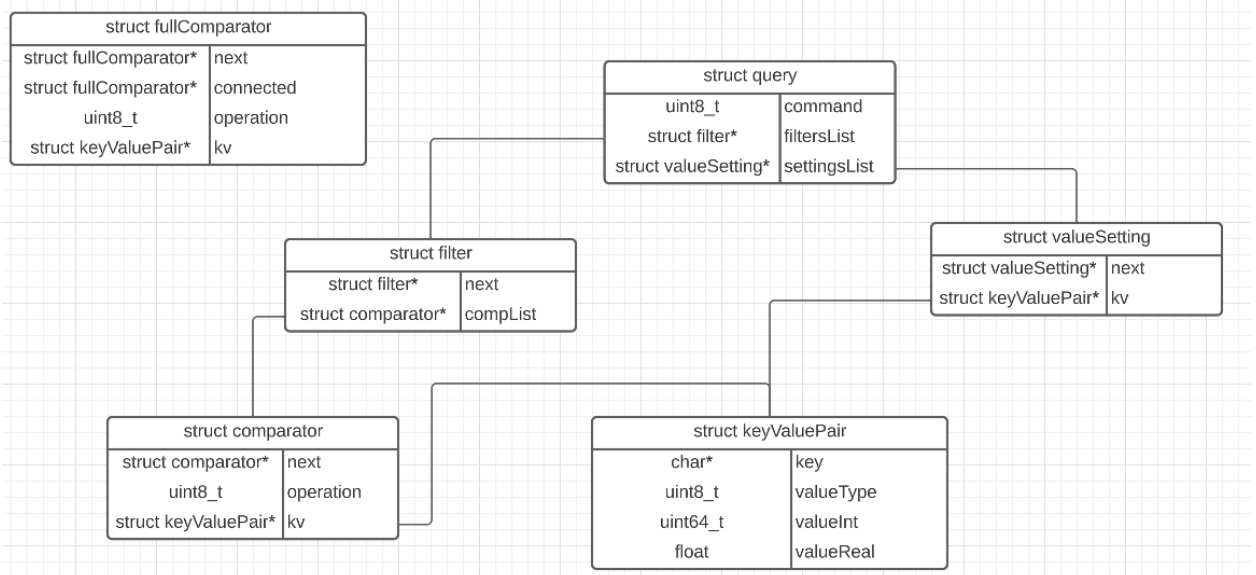 struct fullComparator
struct fullComparator* next
struct fullComparator* connected
uint8_t operation
struct keyValuePair* kv
struct query
uint8_t command
struct filter* filtersList
struct valueSetting* settingsList
struct valueSetting
struct valueSetting* next
struct keyValuePair* kv
struct filter
struct filter* next
struct comparator* compList
struct comparator
struct comparator* next
uint8_t operation
struct keyValuePair* kv
struct keyValuePair
char* key
uint8_t valueType
uint64_t valueInt
float valueReal